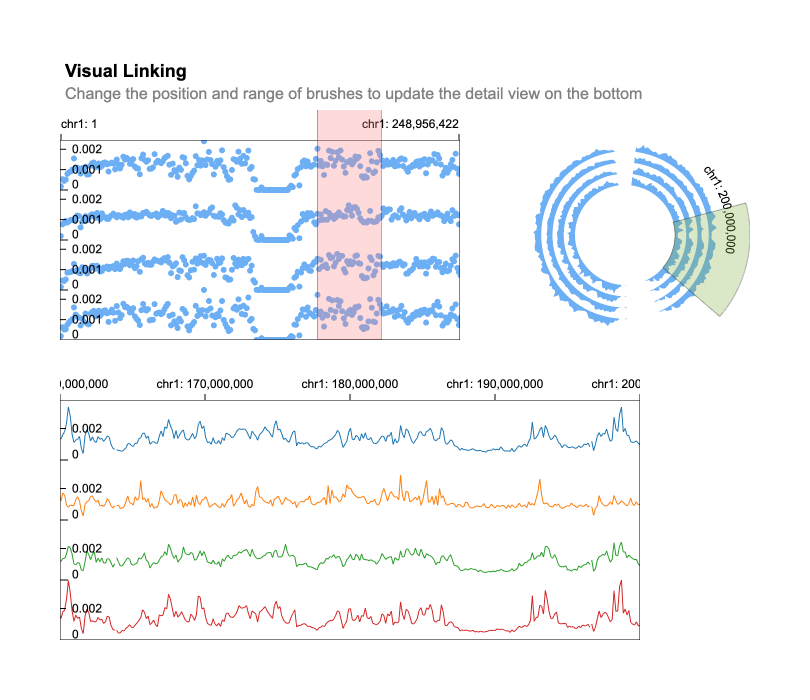 Visual Linking
Change the position and range of brushes to update the detail view on the bottom
chr1: 1
chr1: 248,956,422
0.002
0.001
0
0.002
0.001
0
0.002
0.001
0
0.002
0.001
0
chr1: 200,000,000
0,000,000
chr1: 170,000,000
chr1: 180,000,000
chr1: 190,000,000
chr1: 200
0.002
0
0.002
0
0.002
0
0.002
0